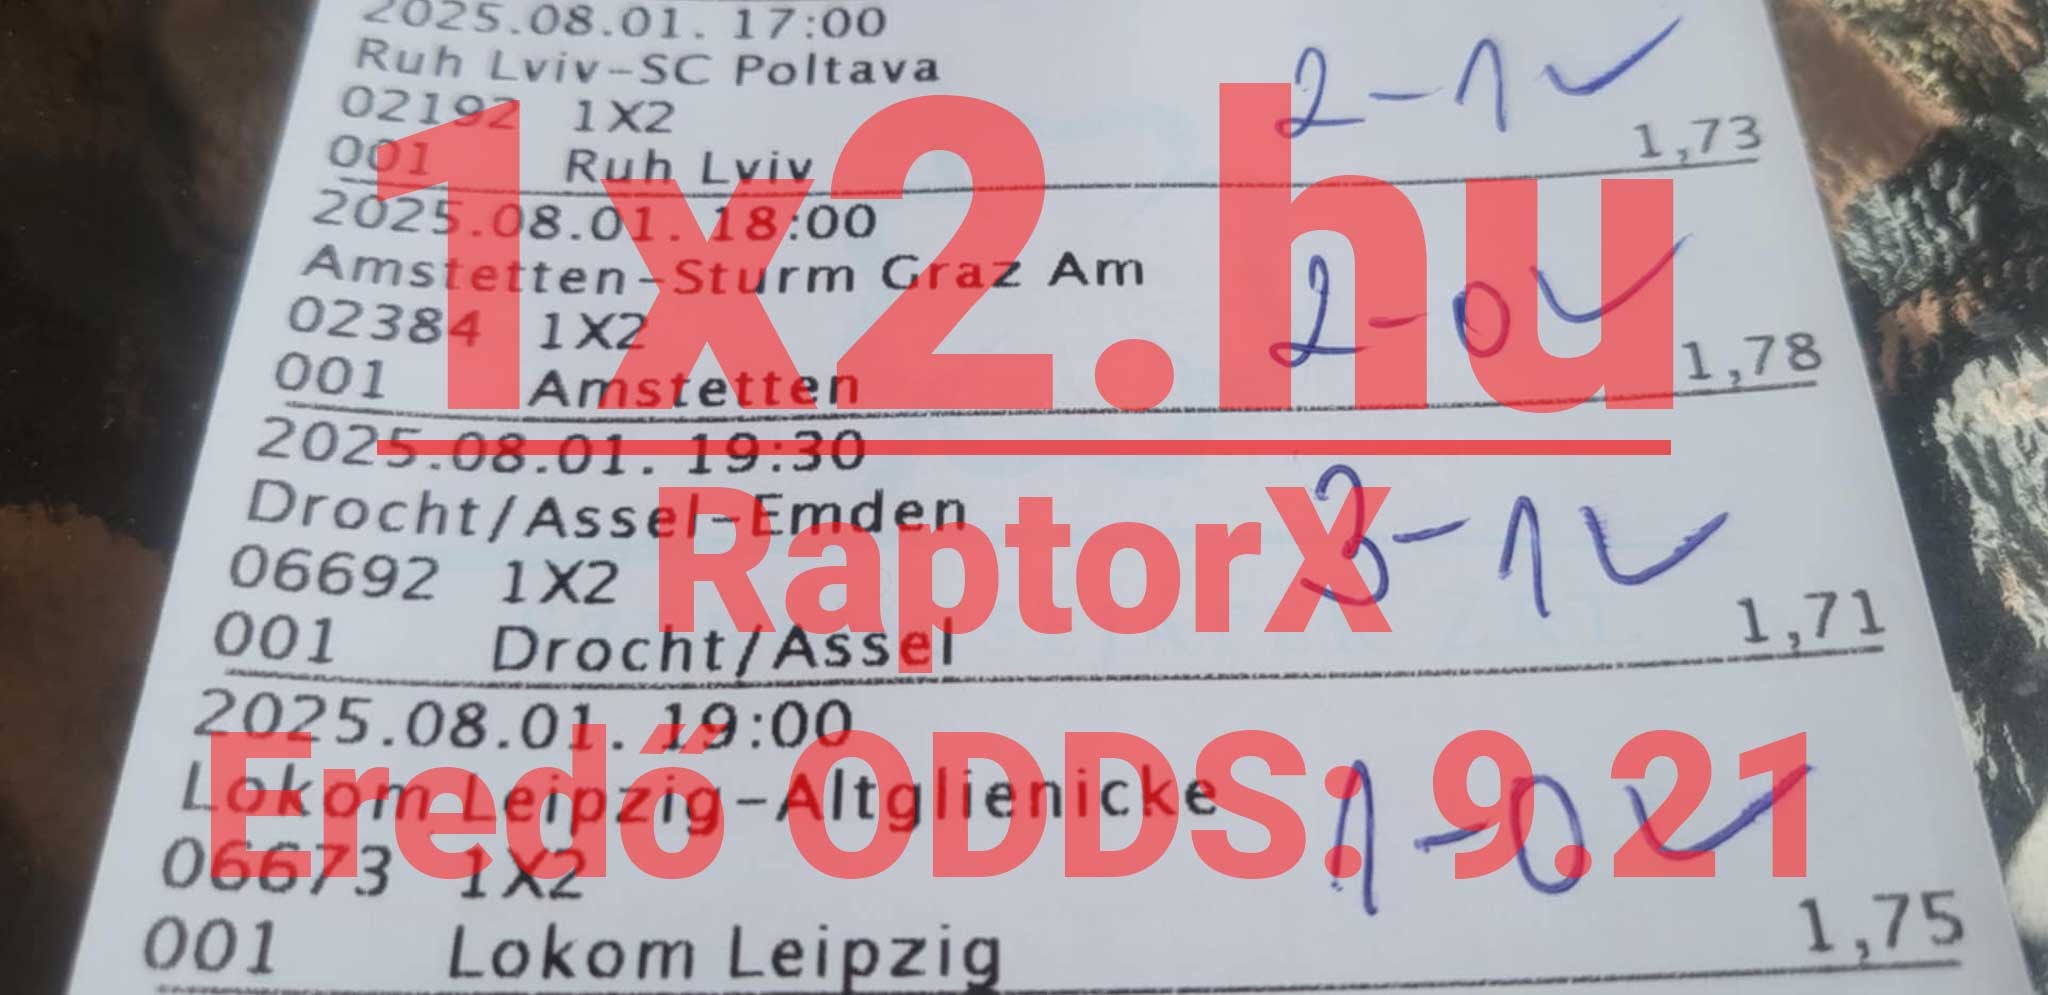 2025.08.01. 17:00
Ruh Lviv-SC Poltava
2-1 ✓
02192 1X2
001 Ruh Lviv 1,73
2025.08.01. 18:00
Amstetten-Sturm Graz Am
2-0 ✓
02384 1X2
001 Amstetten 1,78
2025.08.01. 19:30
Drocht/Assel-Emden
3-1 ✓
06692 1X2
001 Drocht/Assel 1,71
2025.08.01. 19:00
Lokom Leipzig-Altglienicke
1-0 ✓
06673 1X2
001 Lokom Leipzig 1,75
1x2.hu
RaptorX
Eredő ODDS: 9.21